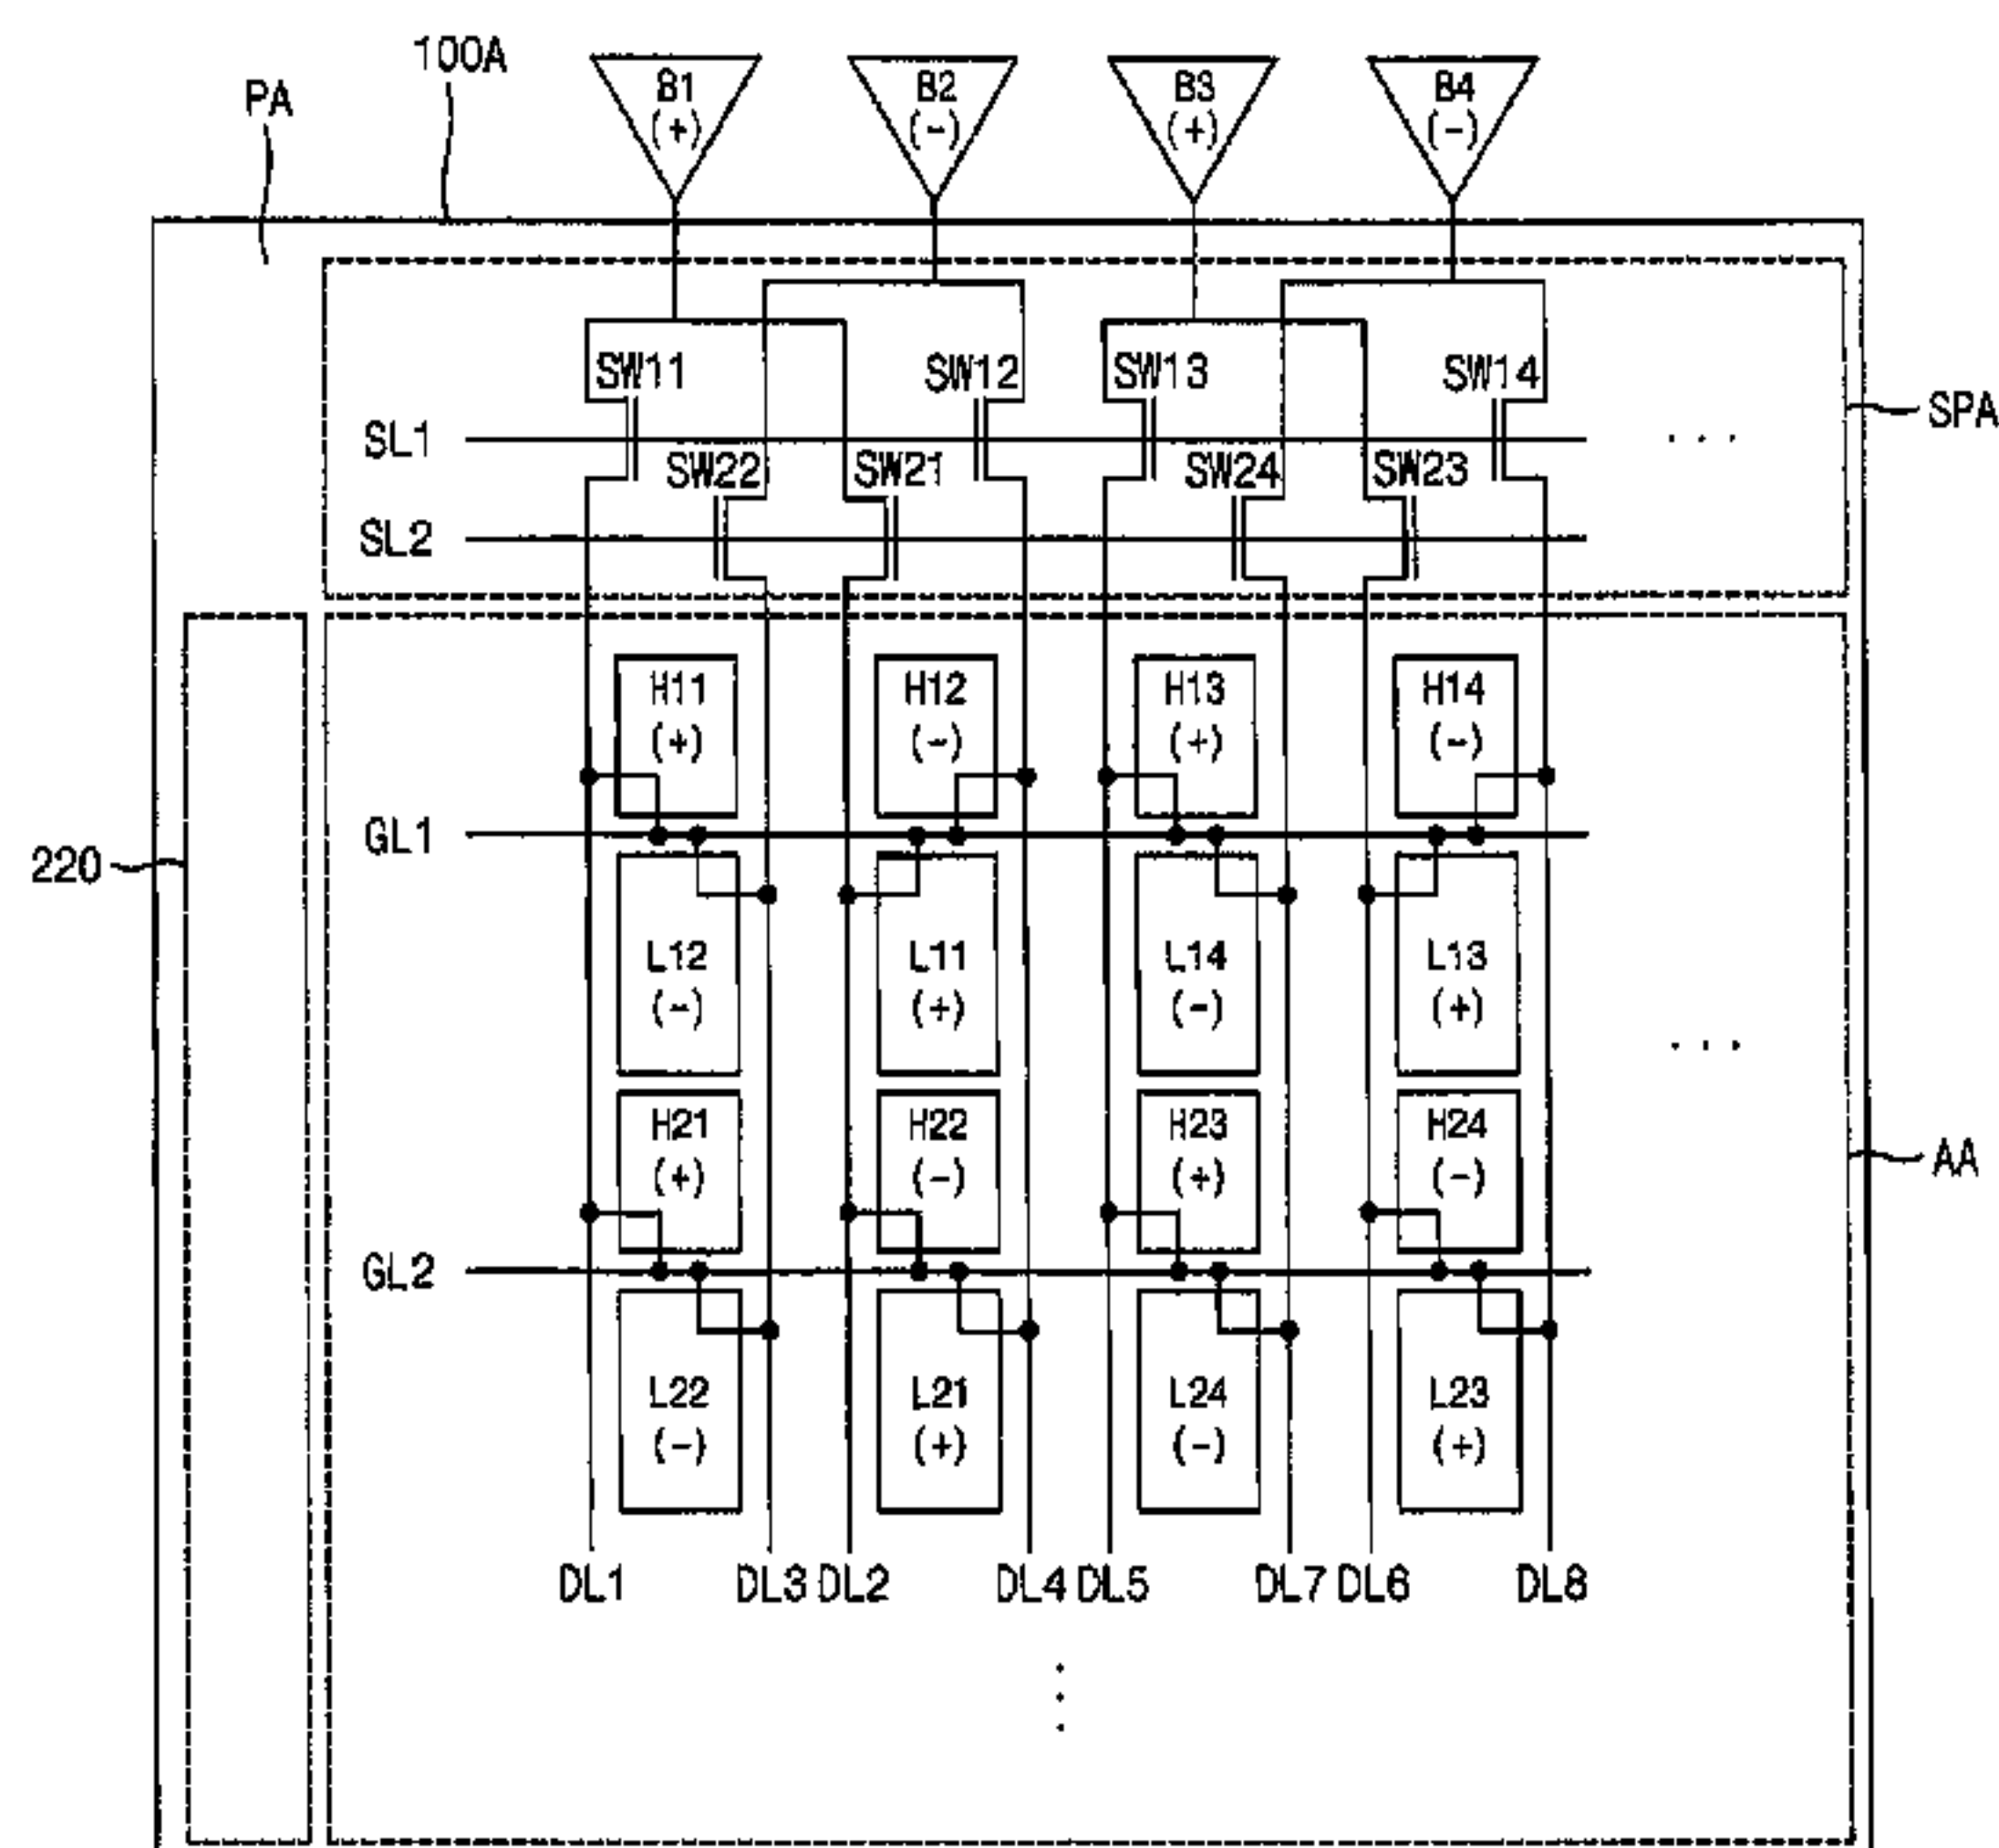 100A
PA
B1 B2 B3 B4
(+) (-) (+) (-)
SW11 SW12 SW13 SW14
SPA
SL1 . . .
SW22 SW21 SW24 SW23
SL2
H11 H12 H13 H14
(+) (-) (+) (-)
GL1
220
L12 L11 L14 L13
(-) (+) (-) (+)
. . .
H21 H22 H23 H24
AA
(+) (-) (+) (-)
GL2
L22 L21 L24 L23
(-) (+) (-) (+)
DL1 DL3 DL2 DL4 DL5 DL7 DL6 DL8